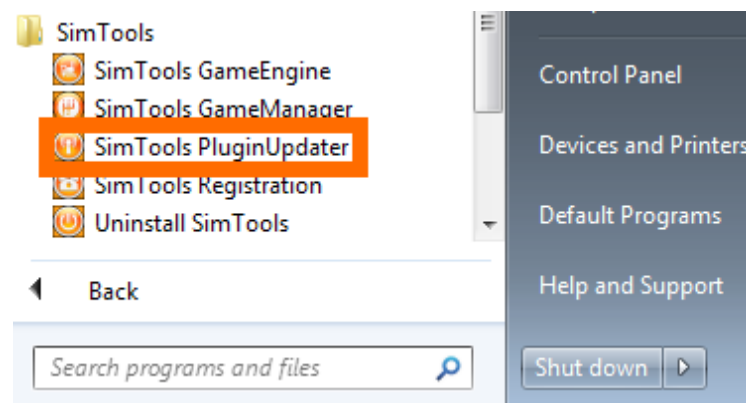 SimTools
SimTools GameEngine
SimTools GameManager
SimTools PluginUpdater
SimTools Registration
Uninstall SimTools
Back
Search programs and files
Control Panel
Devices and Printers
Default Programs
Help and Support
Shut down